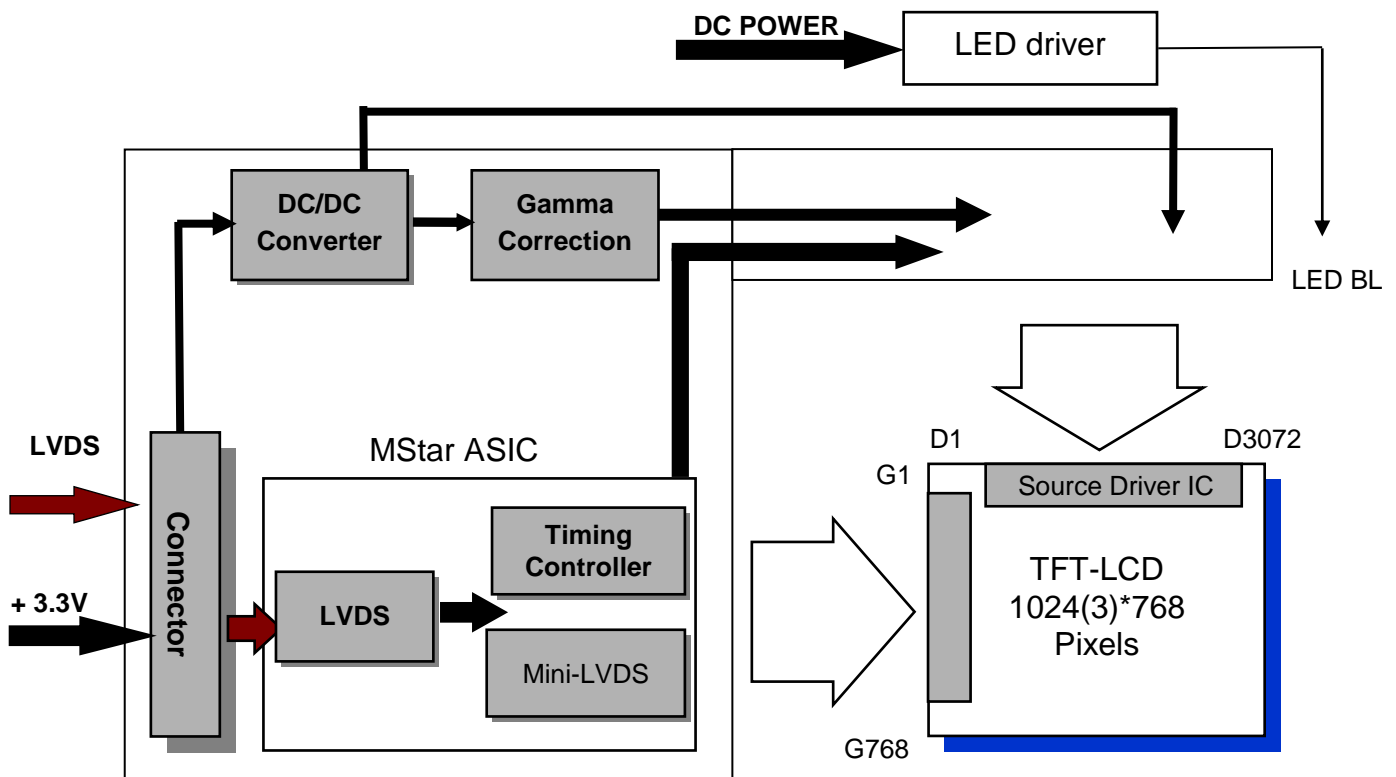 DC POWER
LED driver
DC/DC
Converter
Gamma
Correction
LED BL
LVDS
+ 3.3V
Connector
MStar ASIC
LVDS
Timing
Controller
Mini-LVDS
D1
D3072
G1
Source Driver IC
TFT-LCD
1024(3)*768
Pixels
G768